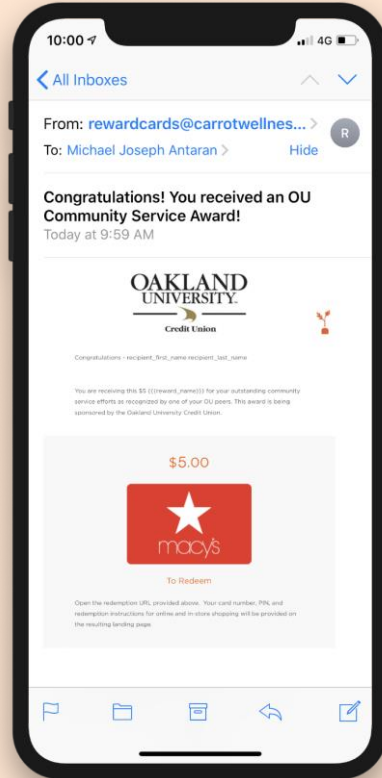 10:00
4G
All Inboxes
From: rewardcards@carrotwellnes...
R
To: Michael Joseph Antaran
Hide
Congratulations! You received an OU
Community Service Award!
Today at 9:59 AM
OAKLAND
UNIVERSITY
Credit Union
Congratulations - recipient_first_name recipient_last_name
You are receiving this $5 {{{reward_name}}} for your outstanding community
service efforts as recognized by one of your OU peers. This award is being
sponsored by the Oakland University Credit Union.
$5.00
macy's
To Redeem
Open the redemption URL provided above. Your card number, PIN, and
redemption instructions for online and in-store shopping will be provided on
the resulting landing page